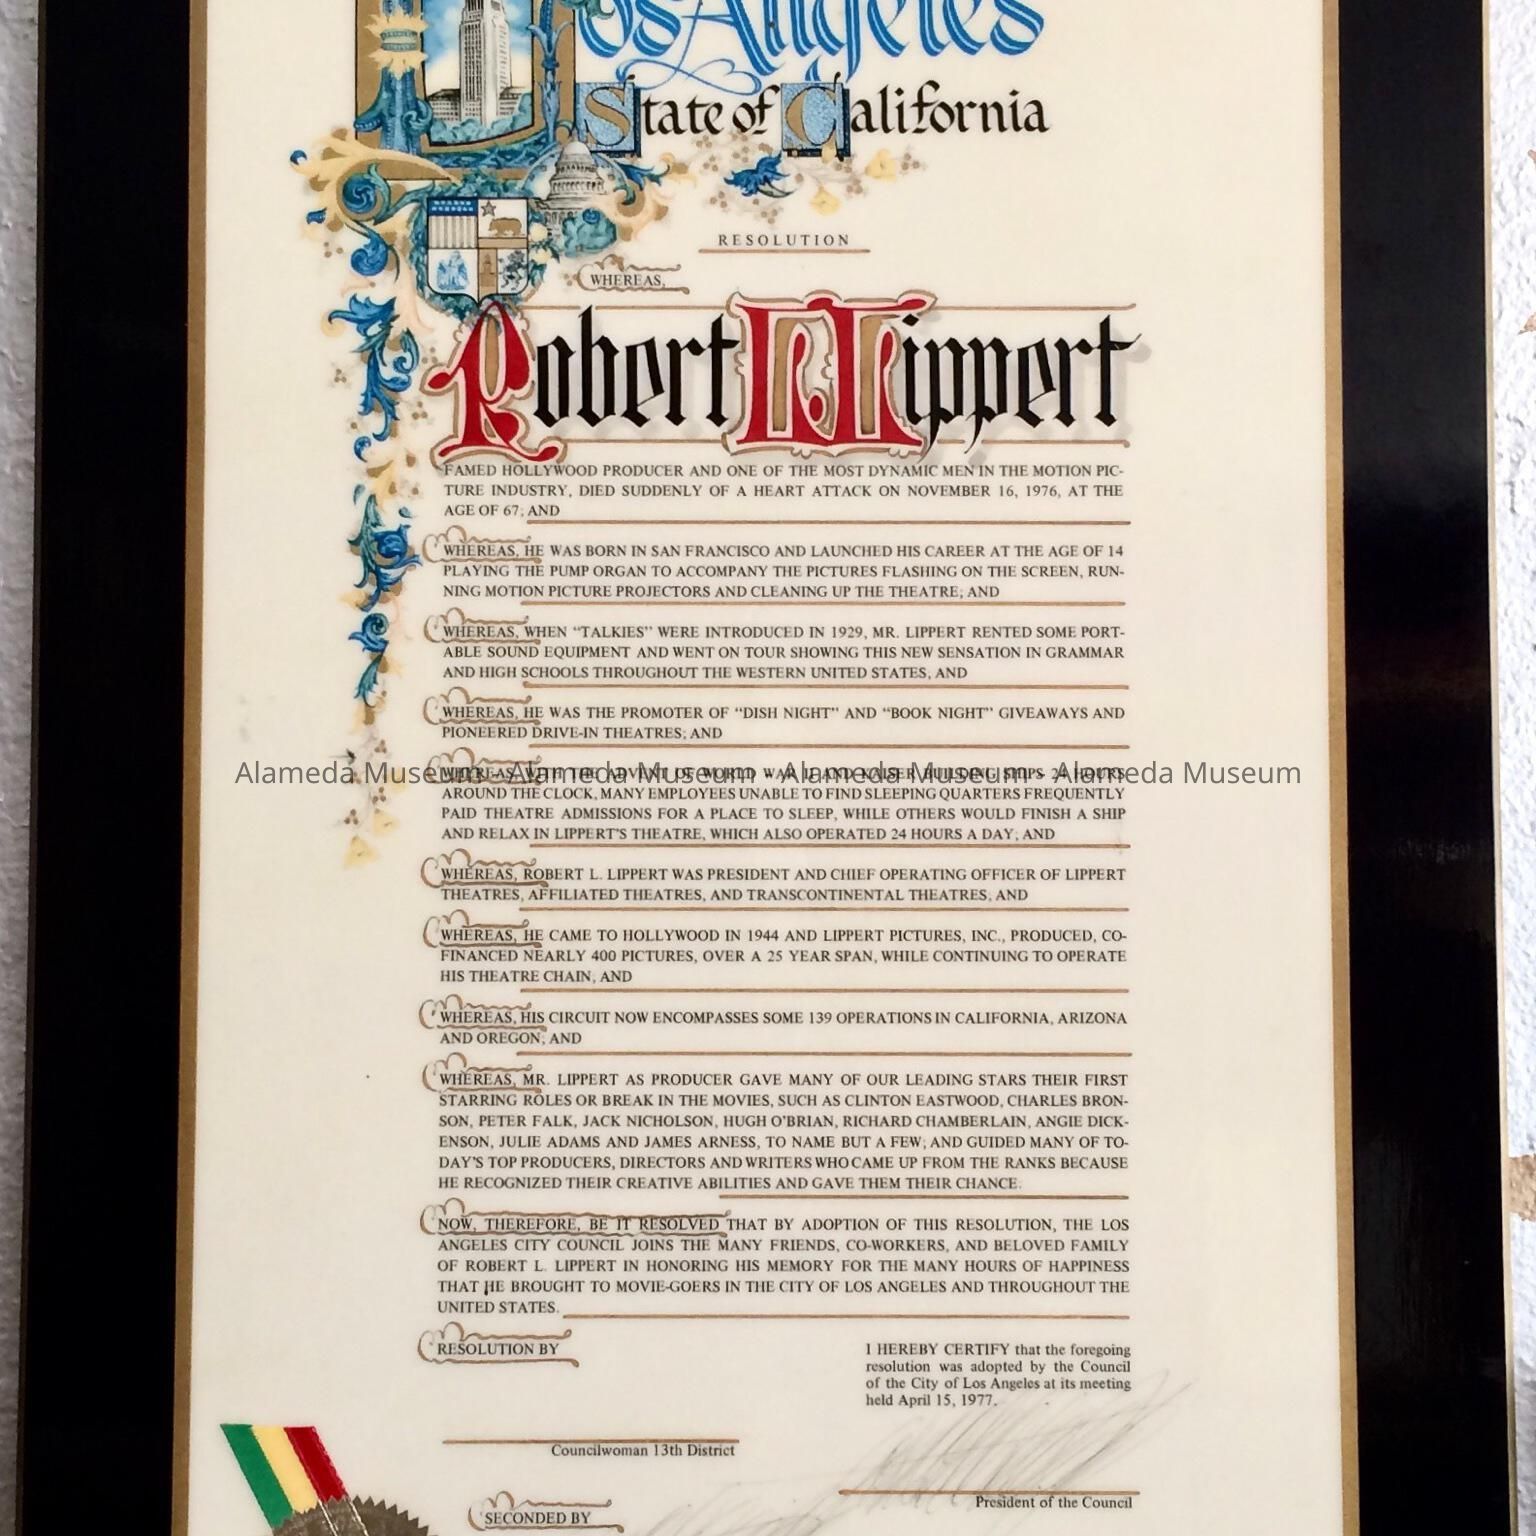 Los Angeles
State of California
RESOLUTION
WHEREAS,
Robert L. Lippert
FAMED HOLLYWOOD PRODUCER AND ONE OF THE MOST DYNAMIC MEN IN THE MOTION PIC-
TURE INDUSTRY, DIED SUDDENLY OF A HEART ATTACK ON NOVEMBER 16, 1976, AT THE
AGE OF 67; AND
WHEREAS, HE WAS BORN IN SAN FRANCISCO AND LAUNCHED HIS CAREER AT THE AGE OF 14
PLAYING THE PUMP ORGAN TO ACCOMPANY THE PICTURES FLASHING ON THE SCREEN, RUN-
NING MOTION PICTURE PROJECTORS AND CLEANING UP THE THEATRE; AND
WHEREAS, WHEN “TALKIES” WERE INTRODUCED IN 1929, MR. LIPPERT RENTED SOME PORT-
ABLE SOUND EQUIPMENT AND WENT ON TOUR SHOWING THIS NEW SENSATION IN GRAMMAR
AND HIGH SCHOOLS THROUGHOUT THE WESTERN UNITED STATES, AND
WHEREAS, HE WAS THE PROMOTER OF “DISH NIGHT” AND “BOOK NIGHT” GIVEAWAYS AND
PIONEERED DRIVE-IN THEATRES; AND
WHEREAS, WITH THE ADVENT OF WORLD WAR II AND KAISER BUILDING SHIPS 24 HOURS
Alameda Museum - Alameda Museum - Alameda Museum - Alameda Museum
AROUND THE CLOCK, MANY EMPLOYEES UNABLE TO FIND SLEEPING QUARTERS FREQUENTLY
PAID THEATRE ADMISSIONS FOR A PLACE TO SLEEP, WHILE OTHERS WOULD FINISH A SHIP
AND RELAX IN LIPPERT'S THEATRE, WHICH ALSO OPERATED 24 HOURS A DAY; AND
WHEREAS, ROBERT L. LIPPERT WAS PRESIDENT AND CHIEF OPERATING OFFICER OF LIPPERT
THEATRES, AFFILIATED THEATRES, AND TRANSCONTINENTAL THEATRES; AND
WHEREAS, HE CAME TO HOLLYWOOD IN 1944 AND LIPPERT PICTURES, INC., PRODUCED, CO-
FINANCED NEARLY 400 PICTURES, OVER A 25 YEAR SPAN, WHILE CONTINUING TO OPERATE
HIS THEATRE CHAIN; AND
WHEREAS, HIS CIRCUIT NOW ENCOMPASSES SOME 139 OPERATIONS IN CALIFORNIA, ARIZONA
AND OREGON; AND
WHEREAS, MR. LIPPERT AS PRODUCER GAVE MANY OF OUR LEADING STARS THEIR FIRST
STARRING ROLES OR BREAK IN THE MOVIES, SUCH AS CLINTON EASTWOOD, CHARLES BRON-
SON, PETER FALK, JACK NICHOLSON, HUGH O'BRIAN, RICHARD CHAMBERLAIN, ANGIE DICK-
ENSON, JULIE ADAMS AND JAMES ARNESS, TO NAME BUT A FEW; AND GUIDED MANY OF TO-
DAY'S TOP PRODUCERS, DIRECTORS AND WRITERS WHO CAME UP FROM THE RANKS BECAUSE
HE RECOGNIZED THEIR CREATIVE ABILITIES AND GAVE THEM THEIR CHANCE.
NOW, THEREFORE, BE IT RESOLVED THAT BY ADOPTION OF THIS RESOLUTION, THE LOS
ANGELES CITY COUNCIL JOINS THE MANY FRIENDS, CO-WORKERS, AND BELOVED FAMILY
OF ROBERT L. LIPPERT IN HONORING HIS MEMORY FOR THE MANY HOURS OF HAPPINESS
THAT HE BROUGHT TO MOVIE-GOERS IN THE CITY OF LOS ANGELES AND THROUGHOUT THE
UNITED STATES.
RESOLUTION BY
I HEREBY CERTIFY that the foregoing
resolution was adopted by the Council
of the City of Los Angeles at its meeting
held April 15, 1977.
Councilwoman 13th District
President of the Council
SECONDED BY